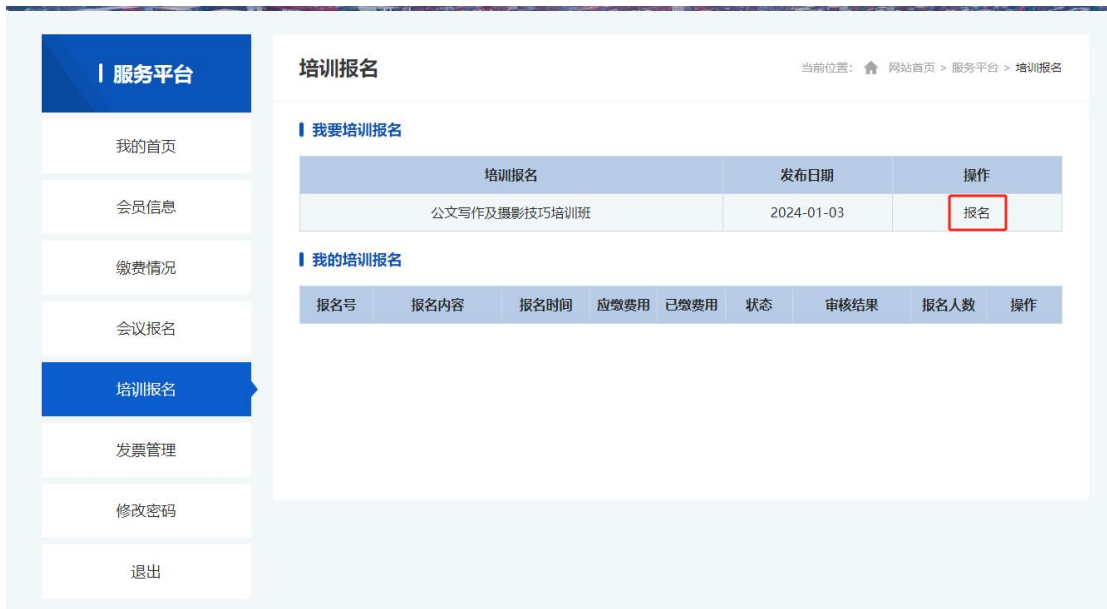 服务平台
我的首页
会员信息
缴费情况
会议报名
培训报名
发票管理
修改密码
退出
培训报名
当前位置： 网站首页 > 服务平台 > 培训报名
我要培训报名
培训报名 发布日期 操作
公文写作及摄影技巧培训班 2024-01-03 报名
我的培训报名
报名号 报名内容 报名时间 应缴费用 已缴费用 状态 审核结果 报名人数 操作